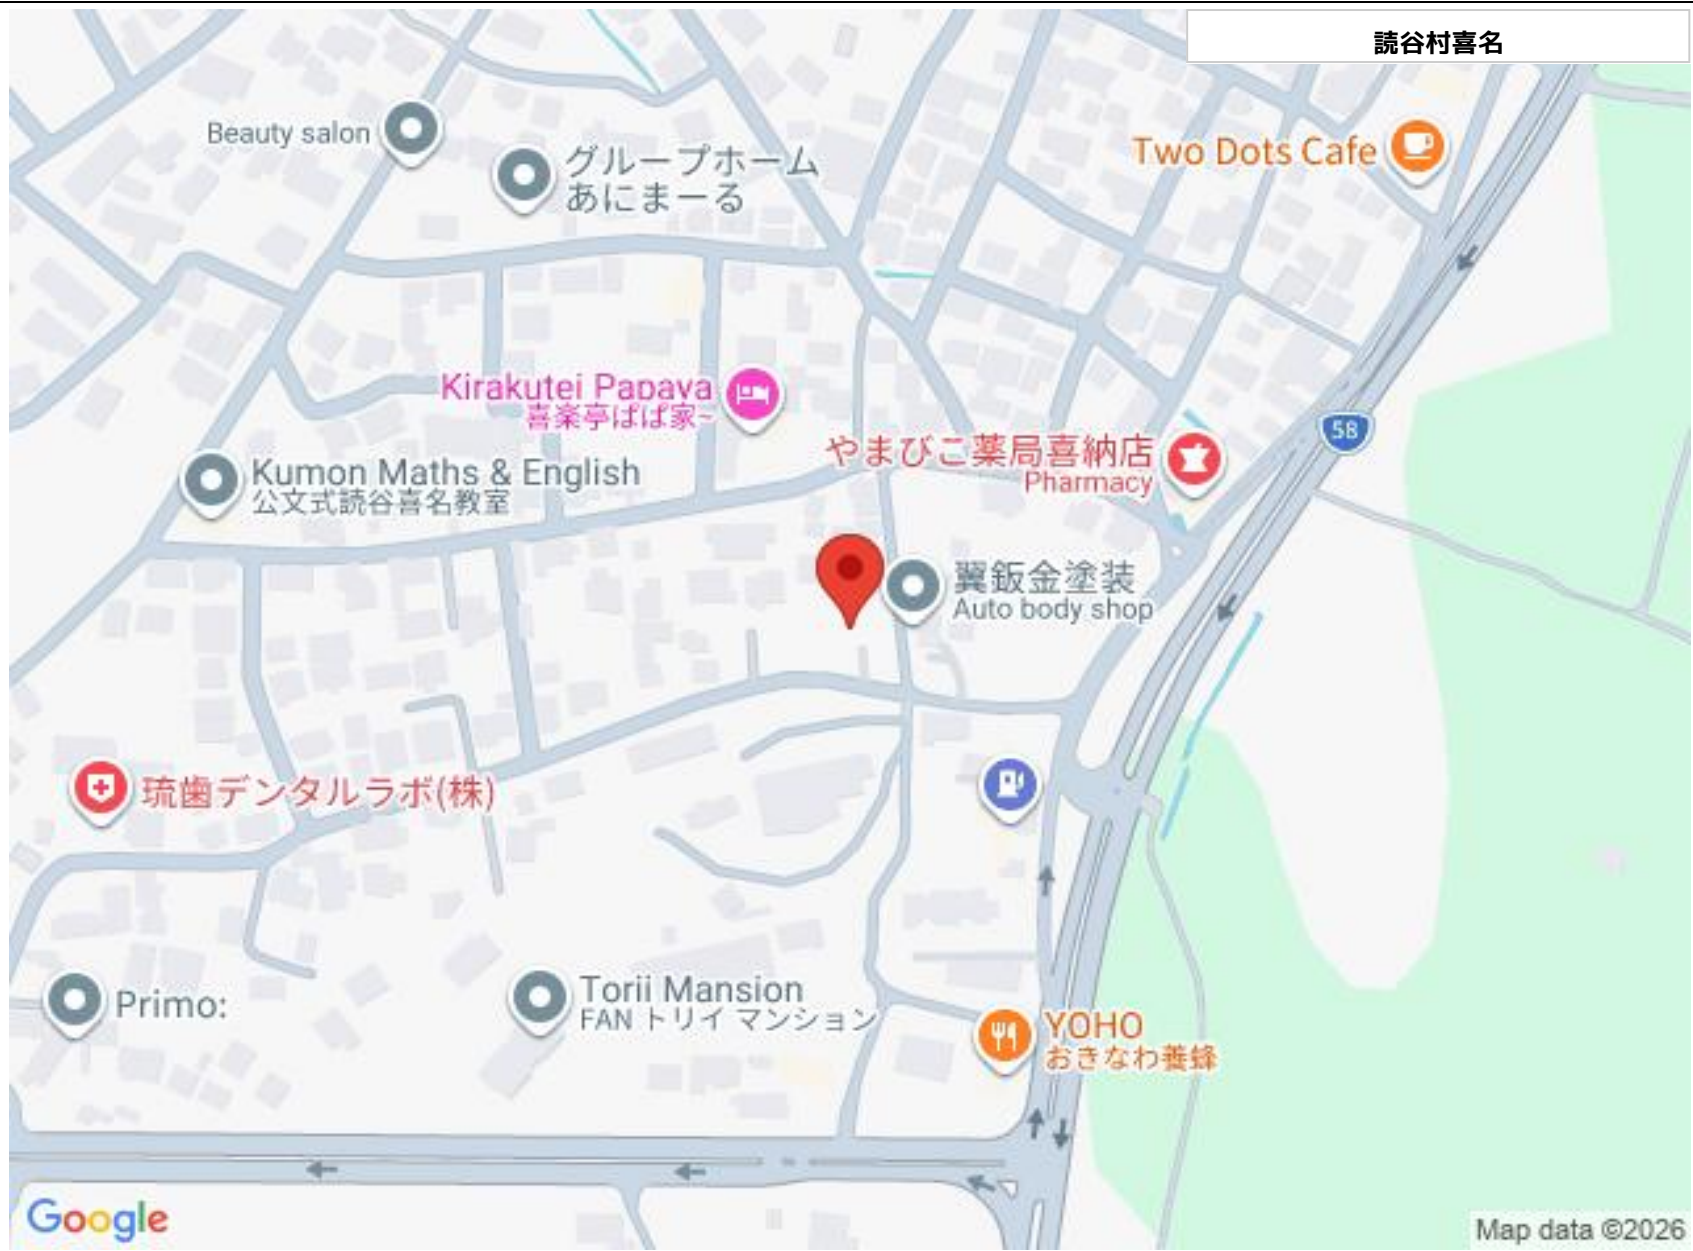 読谷村喜名
Beauty salon
グループホーム
あにまーる
Two Dots Cafe
Kirakutei Papaya
喜楽亭ぱぱ家~
58
やまびこ薬局喜納店
Pharmacy
Kumon Maths & English
公文式読谷喜名教室
翼鈑金塗装
Auto body shop
琉歯デンタルラボ(株)
Primo:
Torii Mansion
FAN トリイ マンション
YOHO
おきなわ養蜂
Google
Map data ©2026